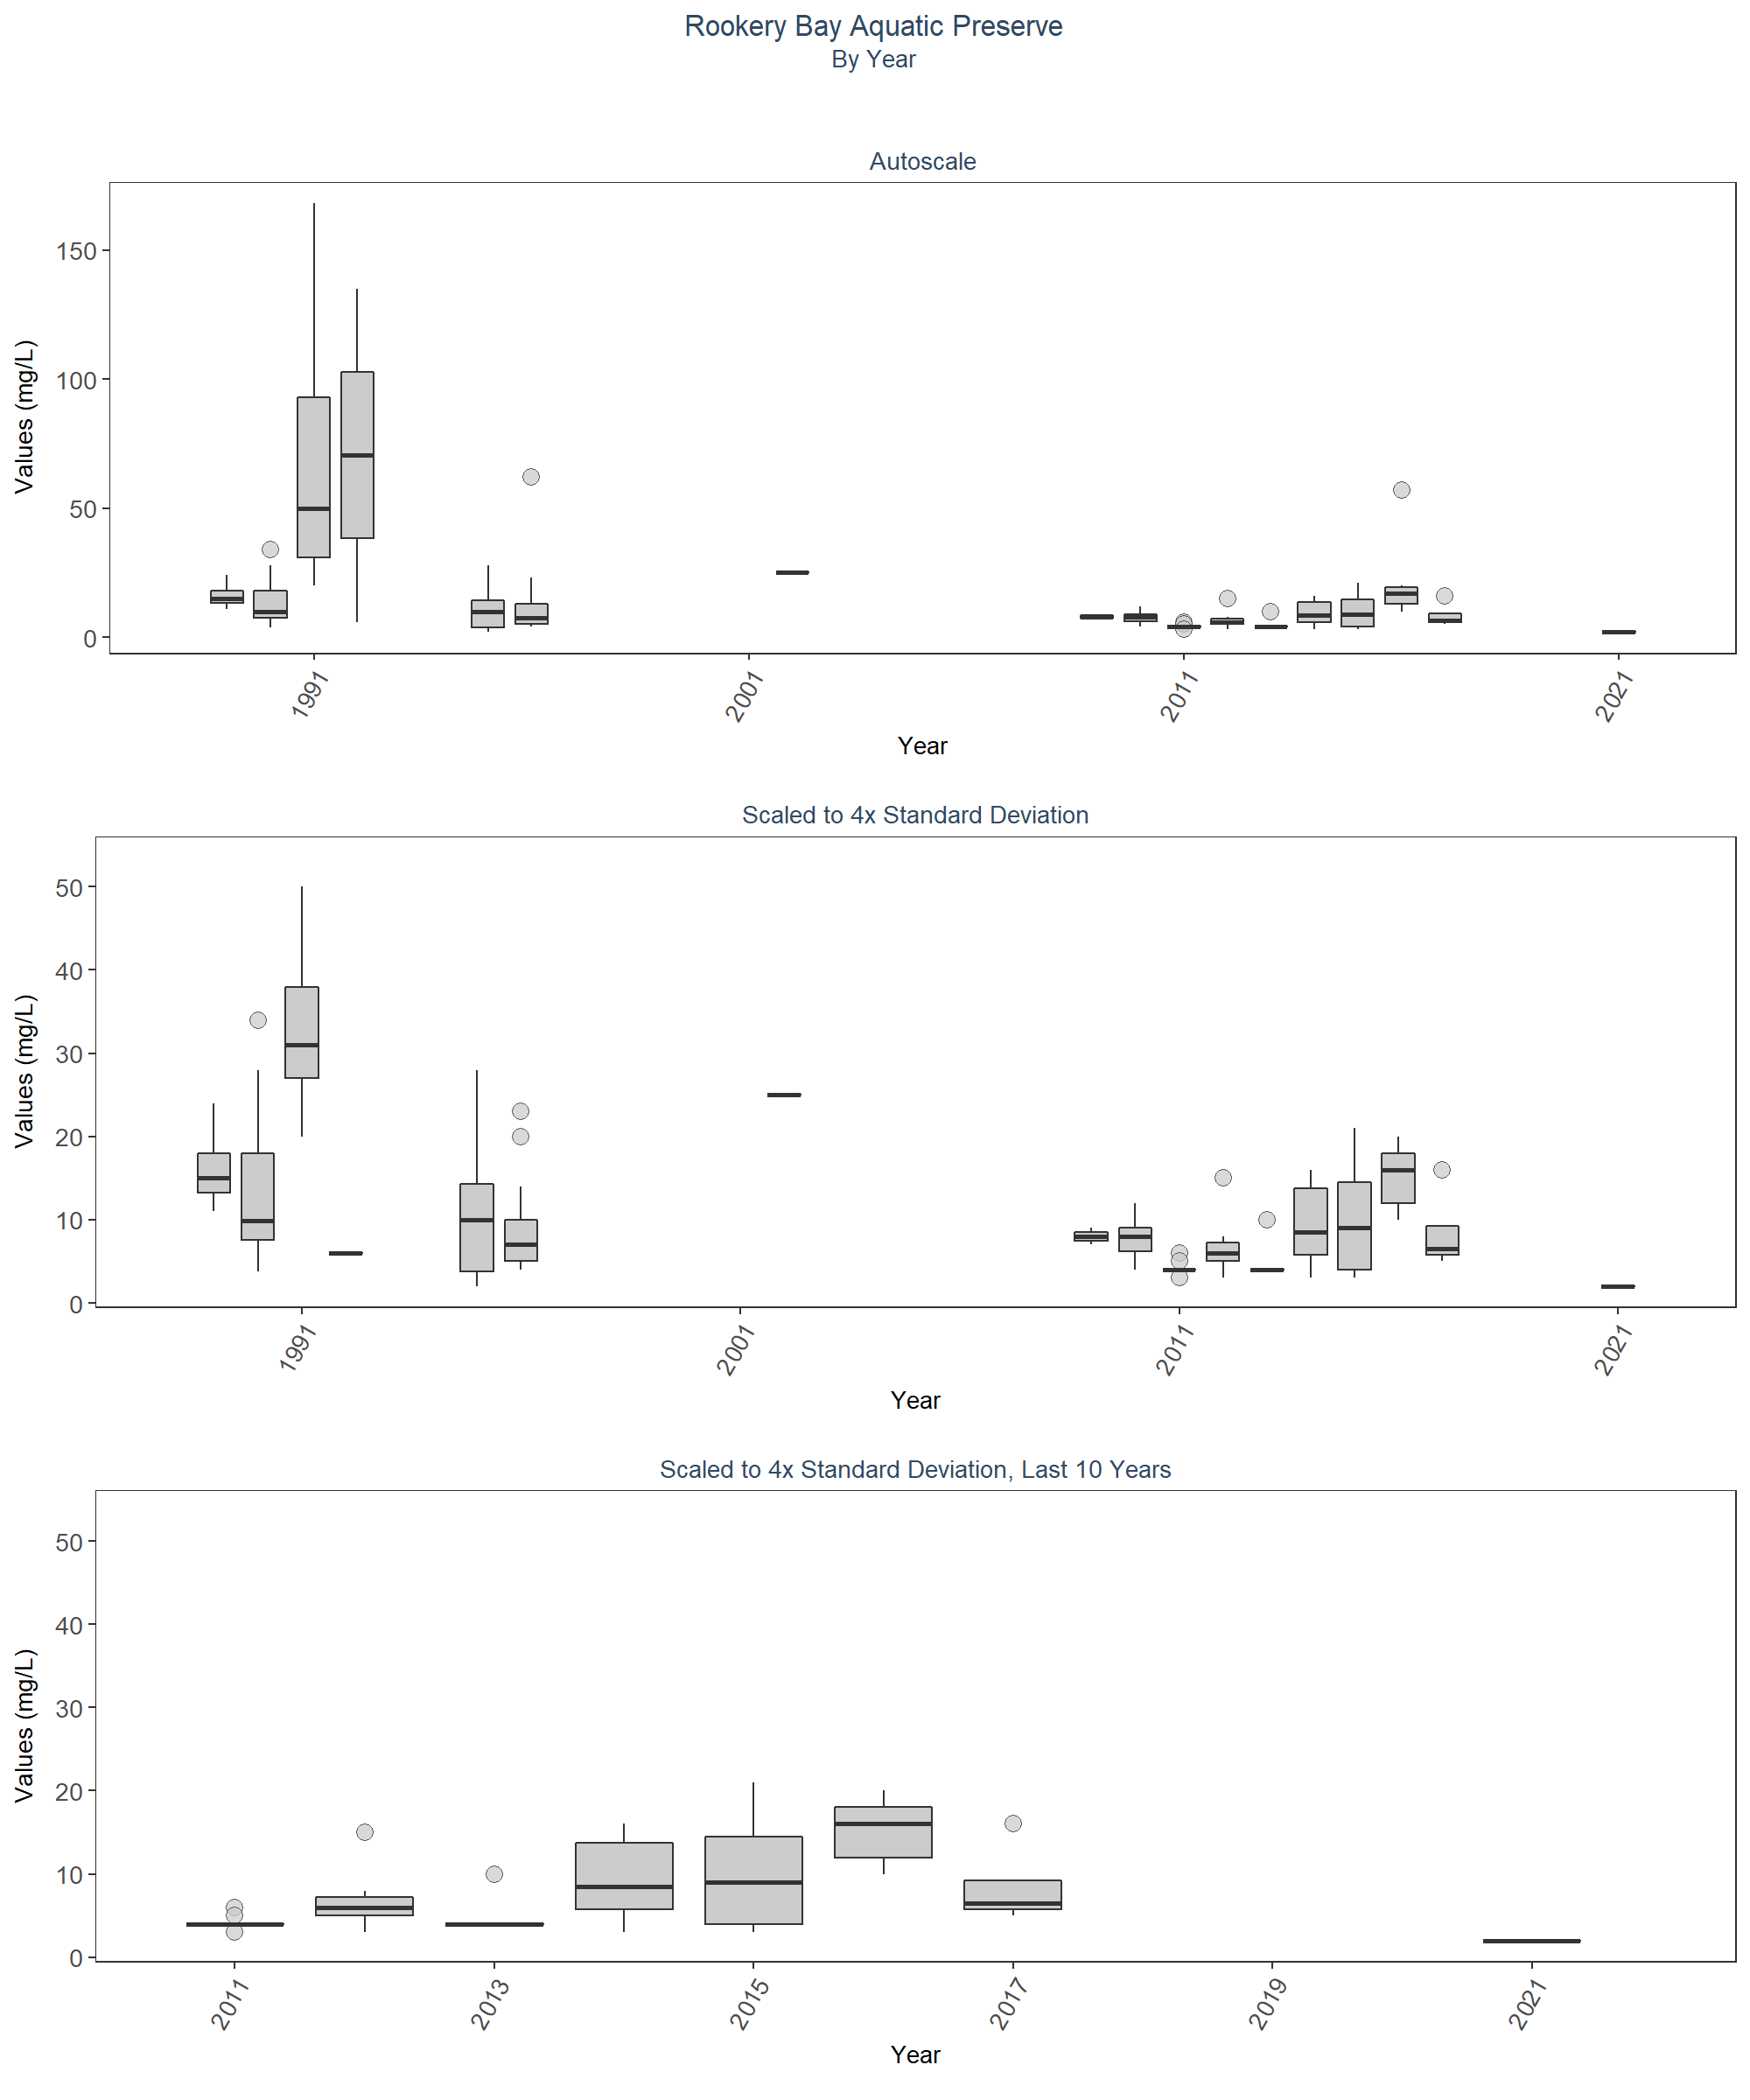 Rookery Bay Aquatic Preserve
By Year
Autoscale
Values (mg/L)
150
100
50
0
1991
2001
2011
2021
Year
Scaled to 4x Standard Deviation
Values (mg/L)
50
40
30
20
10
0
1991
2001
2011
2021
Year
Scaled to 4x Standard Deviation, Last 10 Years
Values (mg/L)
50
40
30
20
10
0
2011
2013
2015
2017
2019
2021
Year